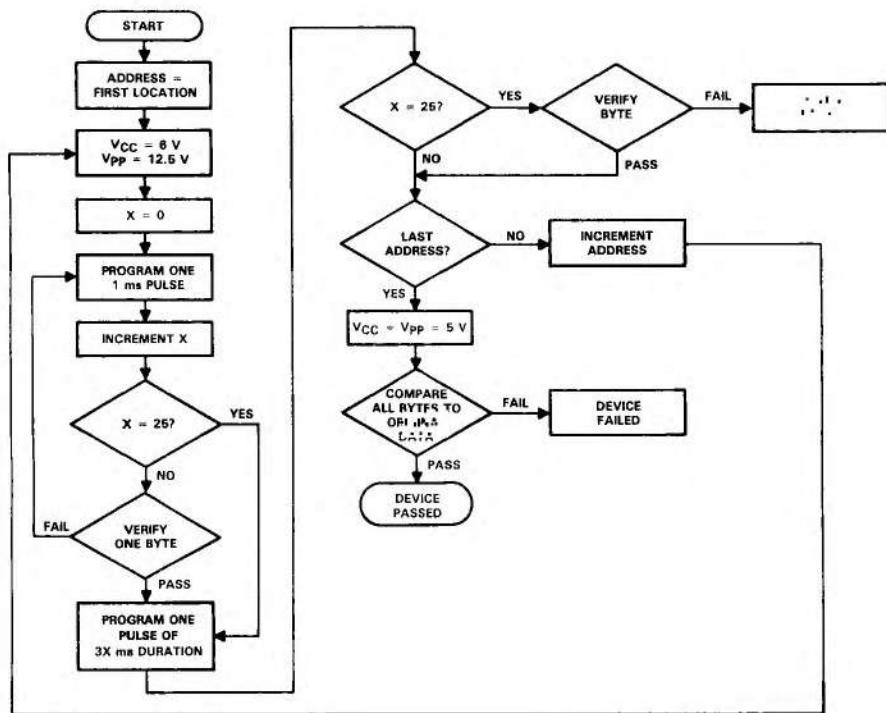 START
ADDRESS =
FIRST LOCATION
VCC = 6 V
VPP = 12.5 V
X = 0
PROGRAM ONE
1 ms PULSE
INCREMENT X
X = 25?
YES
NO
VERIFY
ONE BYTE
FAIL
PASS
PROGRAM ONE
PULSE OF
3X ms DURATION
X = 25?
YES
NO
VERIFY
BYTE
FAIL
PASS
LAST
ADDRESS?
NO
INCREMENT
ADDRESS
YES
VCC = VPP = 5 V
COMPARE
ALL BYTES TO
DATA
FAIL
DEVICE
FAILED
PASS
DEVICE
PASSED